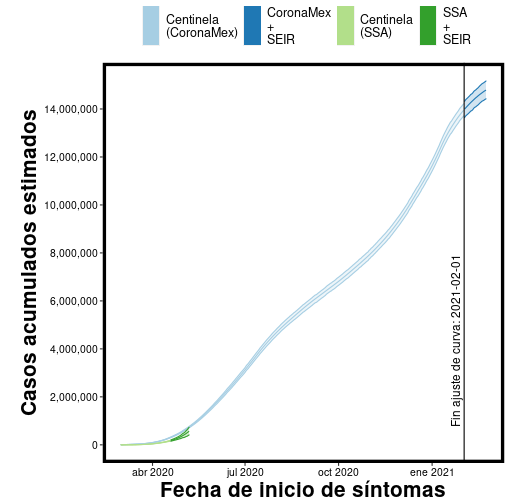 Centinela
(CoronaMex)
CoronaMex
+
SEIR
Centinela
(SSA)
SSA
+
SEIR
Casos acumulados estimados
14,000,000
12,000,000
10,000,000
8,000,000
6,000,000
4,000,000
2,000,000
0
Fin ajuste de curva: 2021-02-01
abr 2020
jul 2020
oct 2020
ene 2021
Fecha de inicio de síntomas